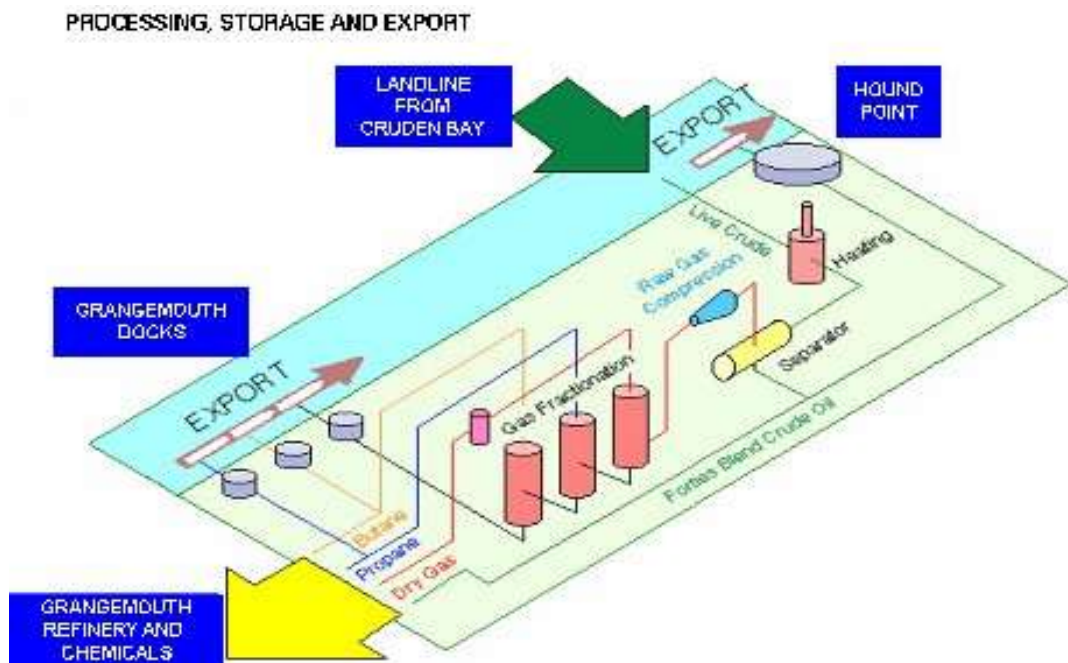 PROCESSING, STORAGE AND EXPORT
LANDLINE
FROM
CRUDEN BAY
HOUND
POINT
EXPORT
Live Crude
Heating
Raw Gas
Compression
GRANGEMOUTH
DOCKS
Separator
EXPORT
Gas Fractionation
Forties Blend Crude Oil
Butane
Propane
Dry Gas
GRANGEMOUTH
REFINERY AND
CHEMICALS